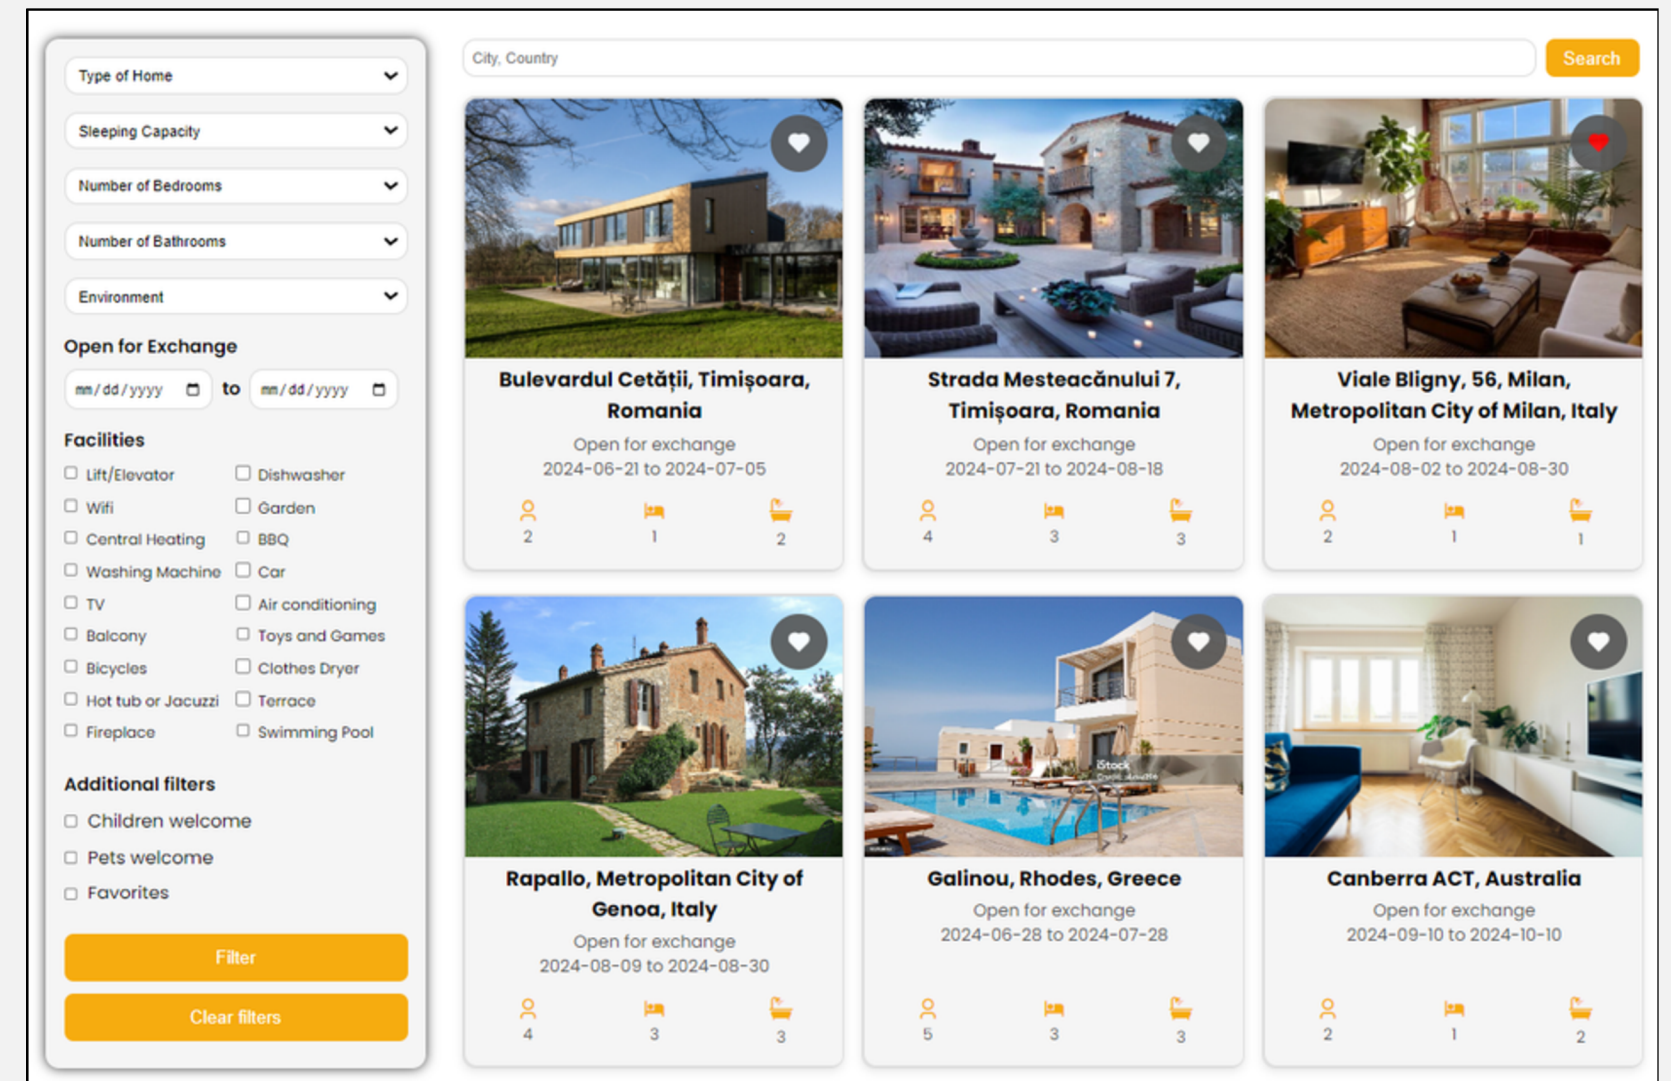 Type of Home
Sleeping Capacity
Number of Bedrooms
Number of Bathrooms
Environment
Open for Exchange
mm/dd/yyyy to mm/dd/yyyy
Facilities
Lift/Elevator Dishwasher
Wifi Garden
Central Heating BBQ
Washing Machine Car
TV Air conditioning
Balcony Toys and Games
Bicycles Clothes Dryer
Hot tub or Jacuzzi Terrace
Fireplace Swimming Pool
Additional filters
Children welcome
Pets welcome
Favorites
Filter
Clear filters
City, Country
Search
Bulevardul Cetății, Timișoara,
Romania
Open for exchange
2024-06-21 to 2024-07-05
2 1 2
Strada Mesteacănului 7,
Timișoara, Romania
Open for exchange
2024-07-21 to 2024-08-18
4 3 3
Viale Bligny, 56, Milan,
Metropolitan City of Milan, Italy
Open for exchange
2024-08-02 to 2024-08-30
2 1 1
Rapallo, Metropolitan City of
Genoa, Italy
Open for exchange
2024-08-09 to 2024-08-30
4 3 3
iStock
Galinou, Rhodes, Greece
Open for exchange
2024-06-28 to 2024-07-28
5 3 3
Canberra ACT, Australia
Open for exchange
2024-09-10 to 2024-10-10
2 1 2